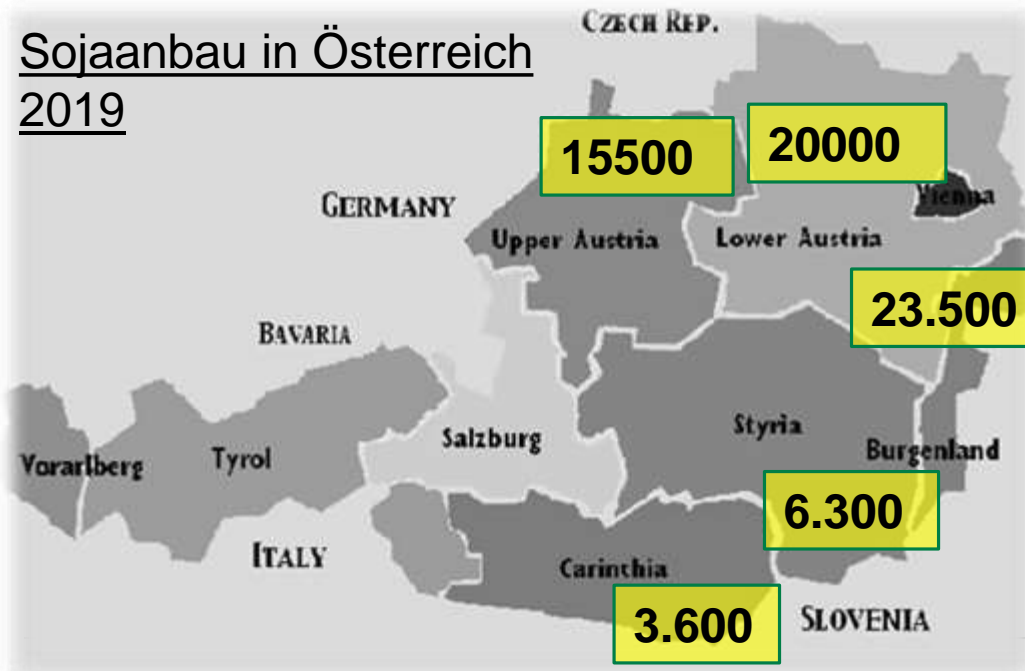 CZECH REP.
Sojaanbau in Österreich
2019
15500
20000
GERMANY
Vienna
Upper Austria
Lower Austria
23.500
BAVARIA
Styria
Salzburg
Burgenland
Vorarlberg
Tyrol
6.300
ITALY
Carinthia
3.600
SLOVENIA